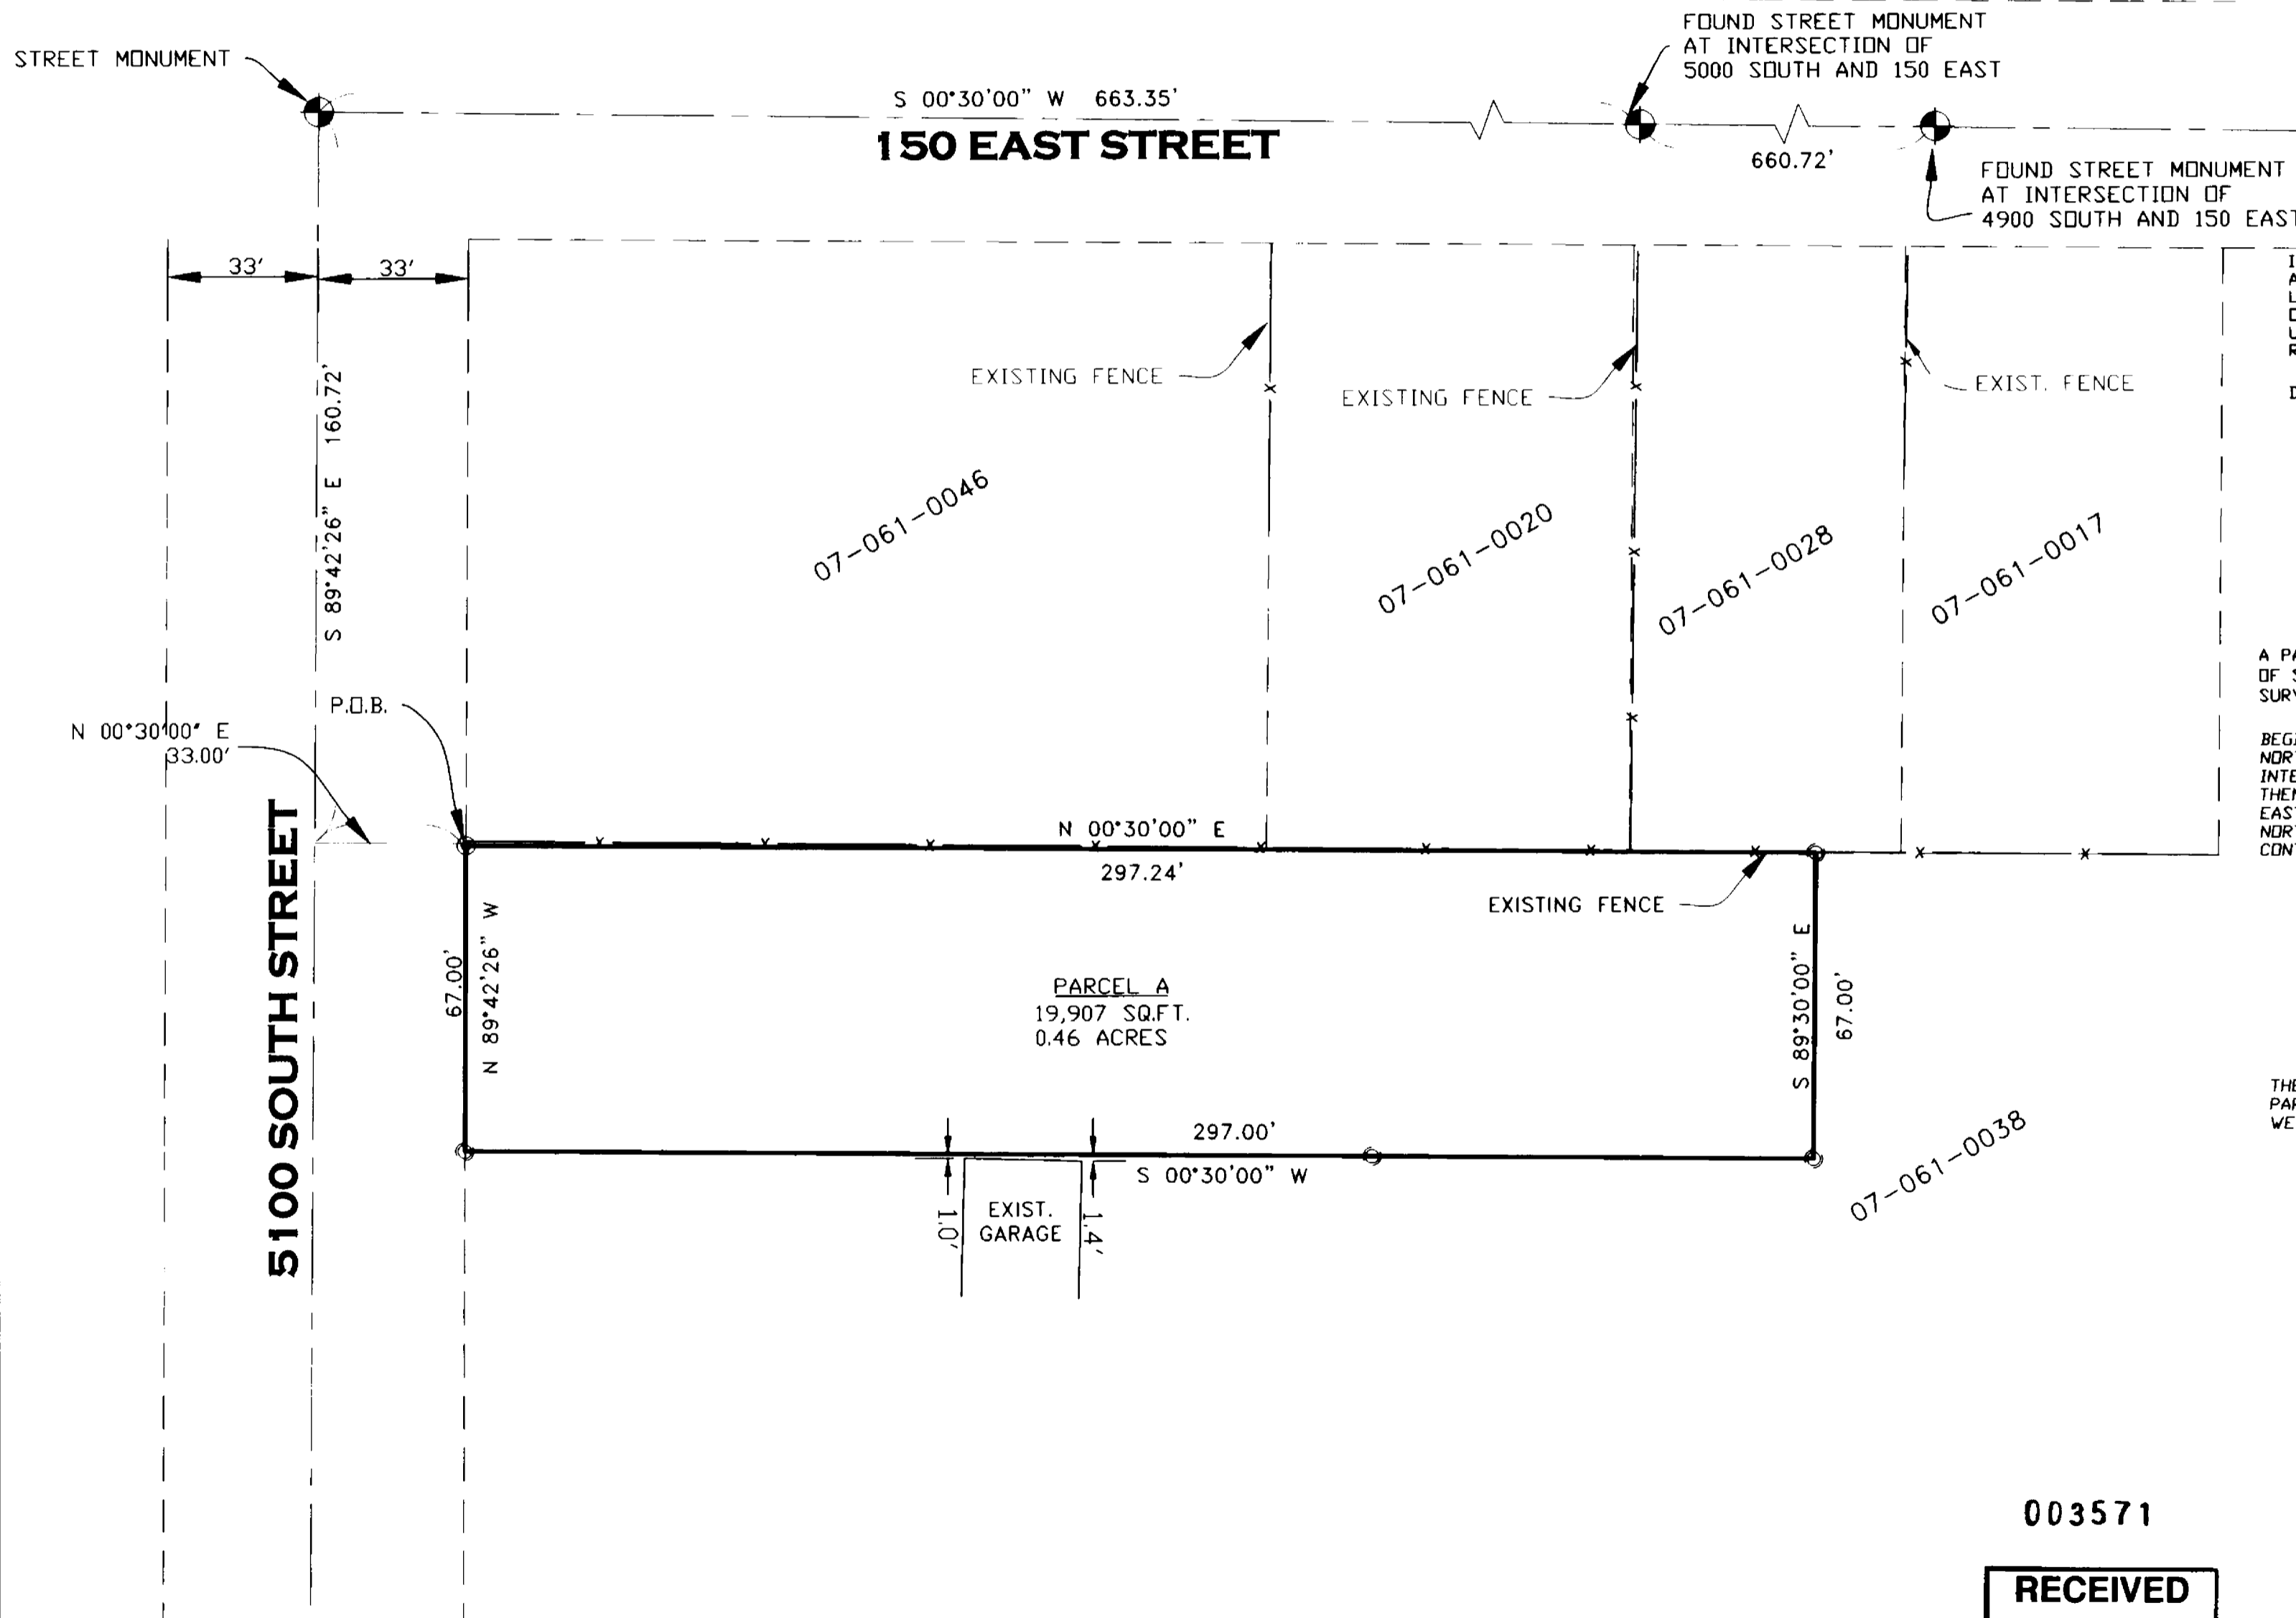 FOUND STREET MONUMENT
AT INTERSECTION OF
5000 SOUTH AND 150 EAST
STREET MONUMENT
S 00°30'00" W 663.35'
150 EAST STREET
660.72'
FOUND STREET MONUMENT
AT INTERSECTION OF
4900 SOUTH AND 150 EAST
33'
33'
EXISTING FENCE
EXISTING FENCE
EXIST. FENCE
S 89°42'26" E 160.72'
07-061-0046
07-061-0020
07-061-0028
07-061-0017
P.O.B.
N 00°30'00" E
33.00'
A
OF
N 00°30'00" E
297.24'
EXISTING FENCE
5100 SOUTH STREET
67.00'
N 89°42'26" W
PARCEL A
19,907 SQ.FT.
0.46 ACRES
S 89°30'00" E
67.00'
297.00'
S 00°30'00" W
EXIST.
GARAGE
1.0'
1.4'
07-061-0038
003571
RECEIVED